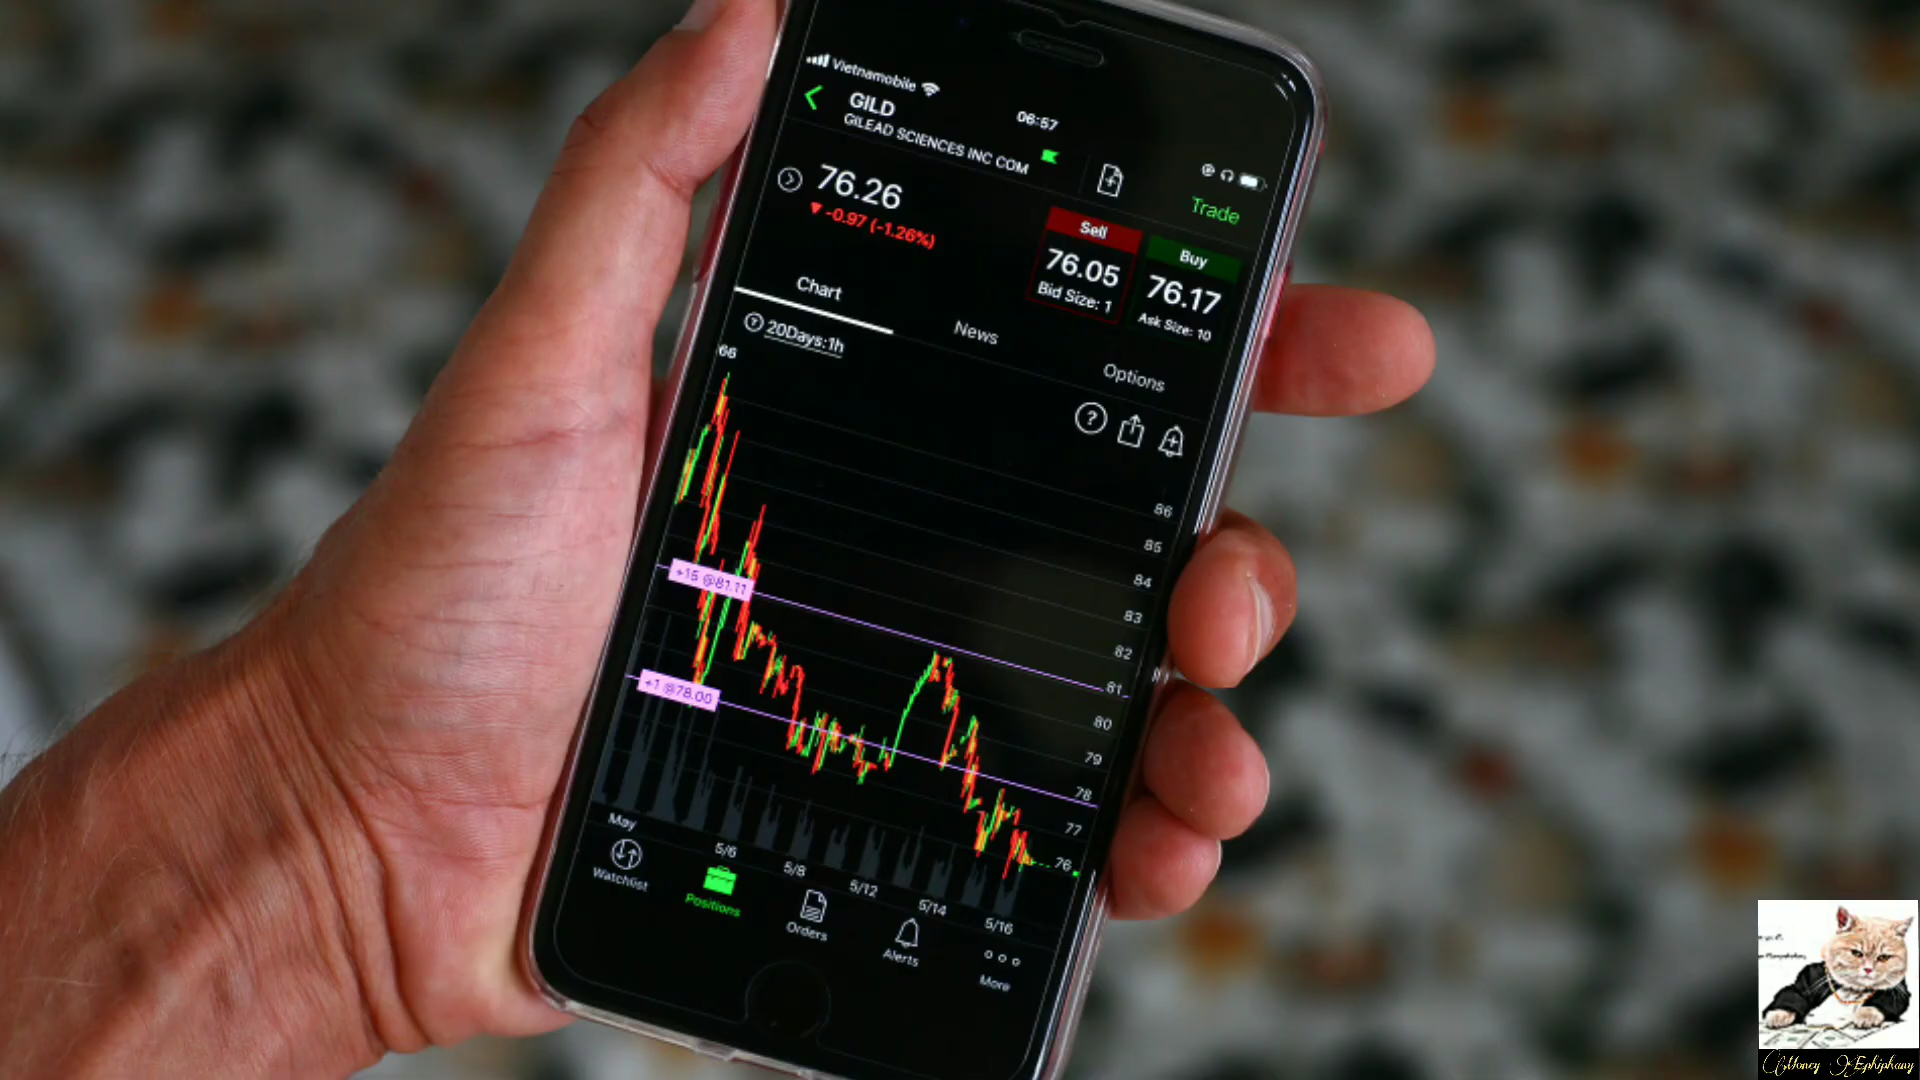 Vietnamobile
06:57
GILD
GILEAD SCIENCES INC COM
Trade
76.26
-0.97 (-1.26%)
Sell
76.05
Bid Size: 1
Buy
76.17
Ask Size: 10
Chart
News
Options
20Days:1h
86
85
84
83
82
81
80
79
78
77
76
+15 @81.11
+1 @78.00
May
5/6
5/8
5/12
5/14
5/16
Watchlist
Positions
Orders
Alerts
More
Money Ephiphany